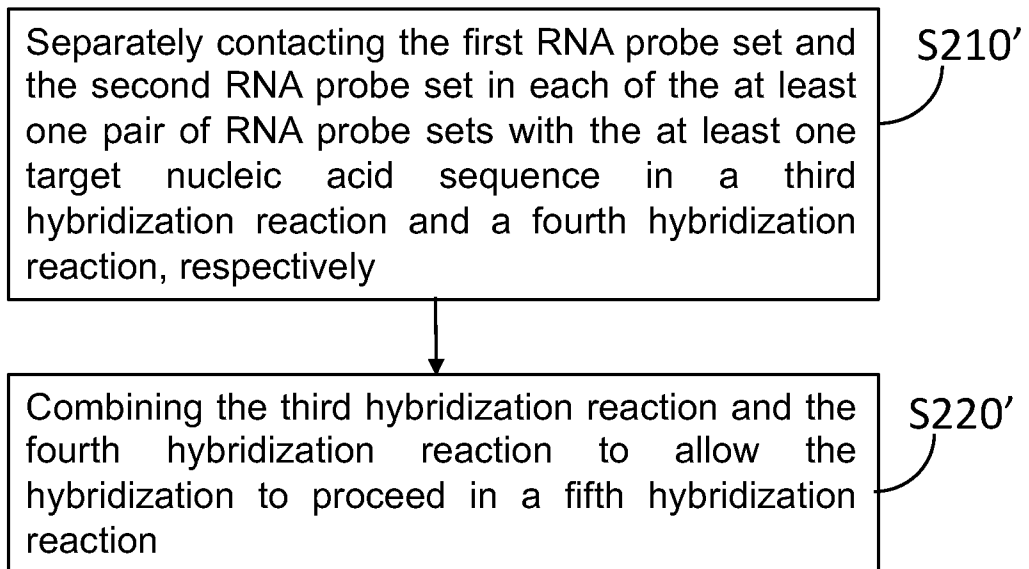 Separately contacting the first RNA probe set and
the second RNA probe set in each of the at least
one pair of RNA probe sets with the at least one
target nucleic acid sequence in a third
hybridization reaction and a fourth hybridization
reaction, respectively
S210’
Combining the third hybridization reaction and the
fourth hybridization reaction to allow the
hybridization to proceed in a fifth hybridization
reaction
S220’